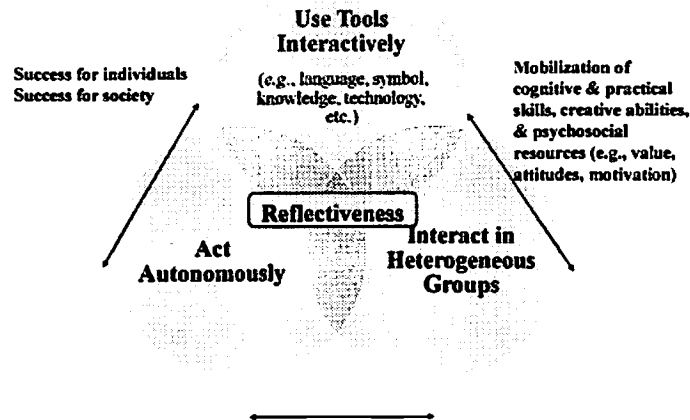 Use Tools
Interactively
(e.g., language, symbol,
knowledge, technology,
etc.)
Success for individuals
Success for society
Mobilization of
cognitive & practical
skills, creative abilities,
& psychosocial
resources (e.g., value,
attitudes, motivation)
Reflectiveness
Act
Autonomously
Interact in
Heterogeneous
Groups